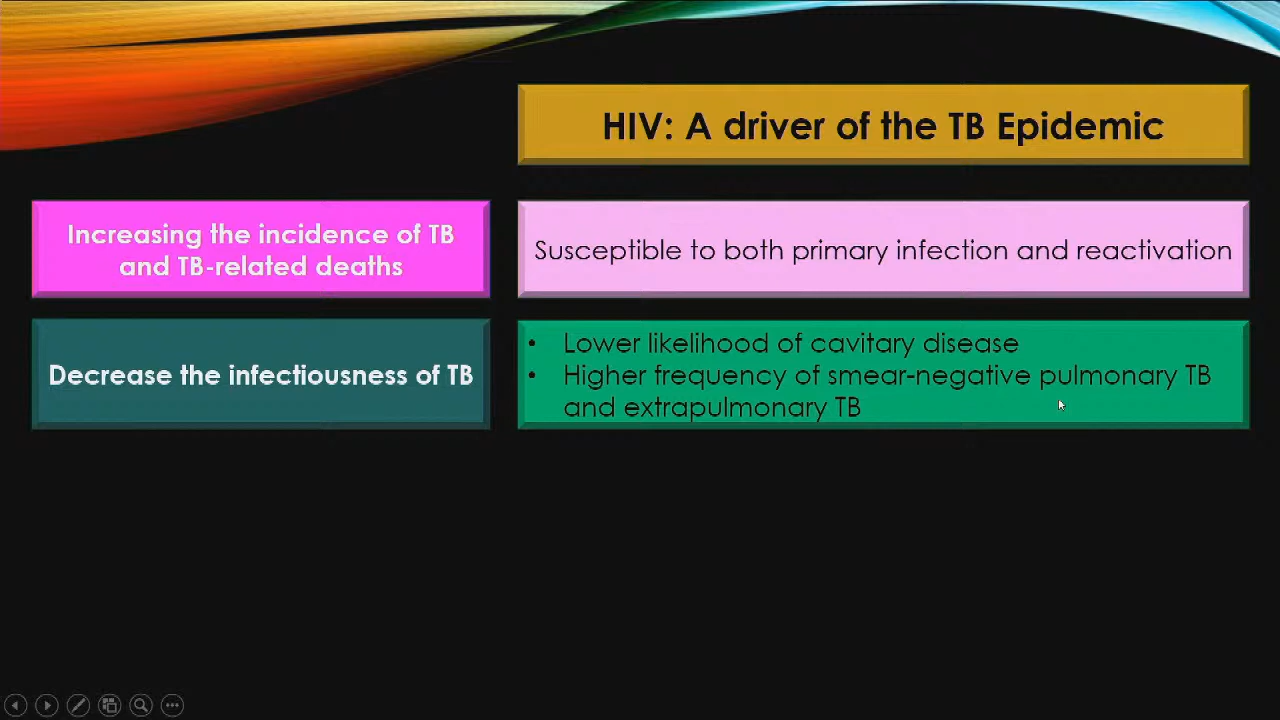 HIV: A driver of the TB Epidemic
Increasing the incidence of TB
and TB-related deaths
Susceptible to both primary infection and reactivation
Decrease the infectiousness of TB
• Lower likelihood of cavitary disease
• Higher frequency of smear-negative pulmonary TB
and extrapulmonary TB